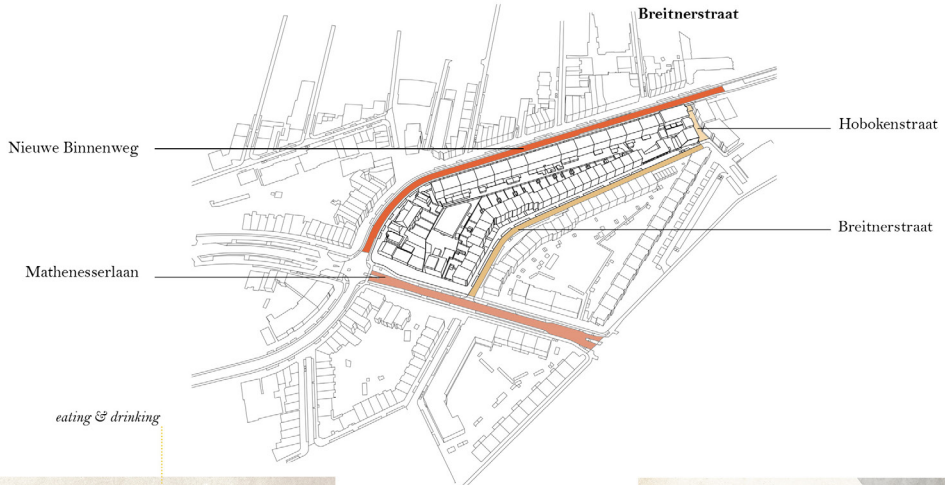 Breitnerstraat
Hobokenstraat
Nieuwe Binnenweg
Breitnerstraat
Mathenesserlaan
eating & drinking